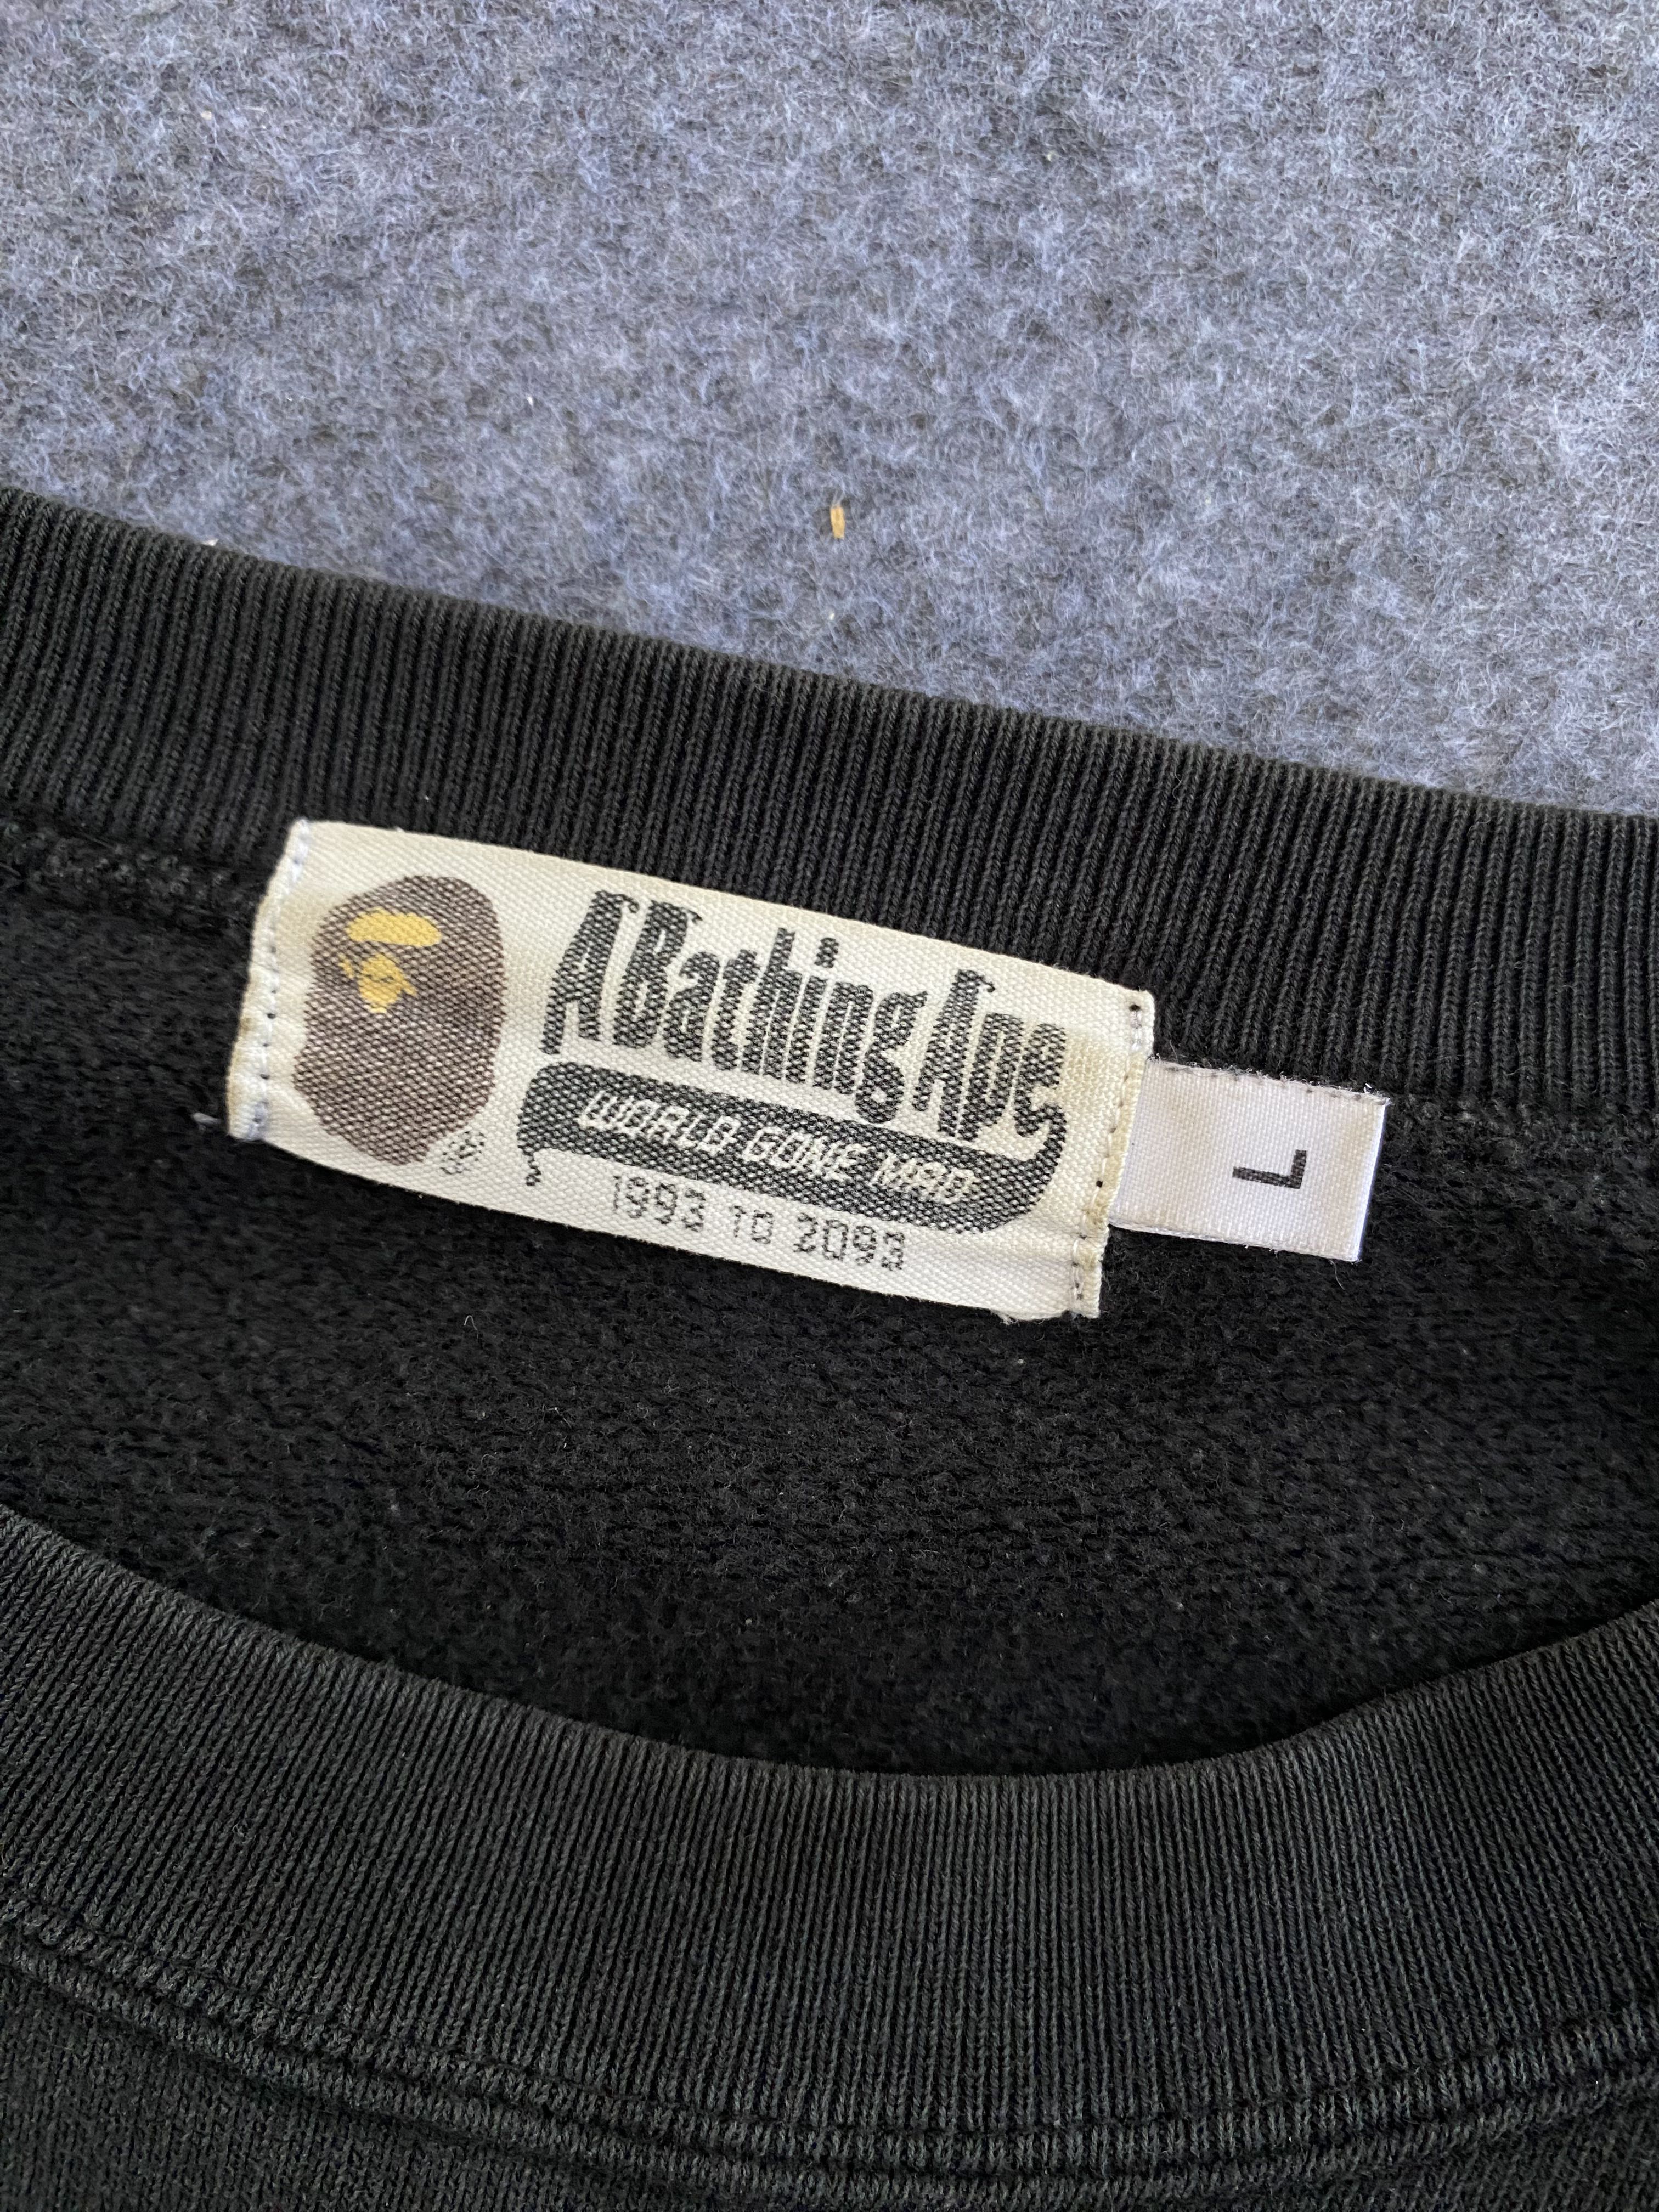 A Bathing Ape
WORLD GONE MAD
1993 TO 2093
®
L